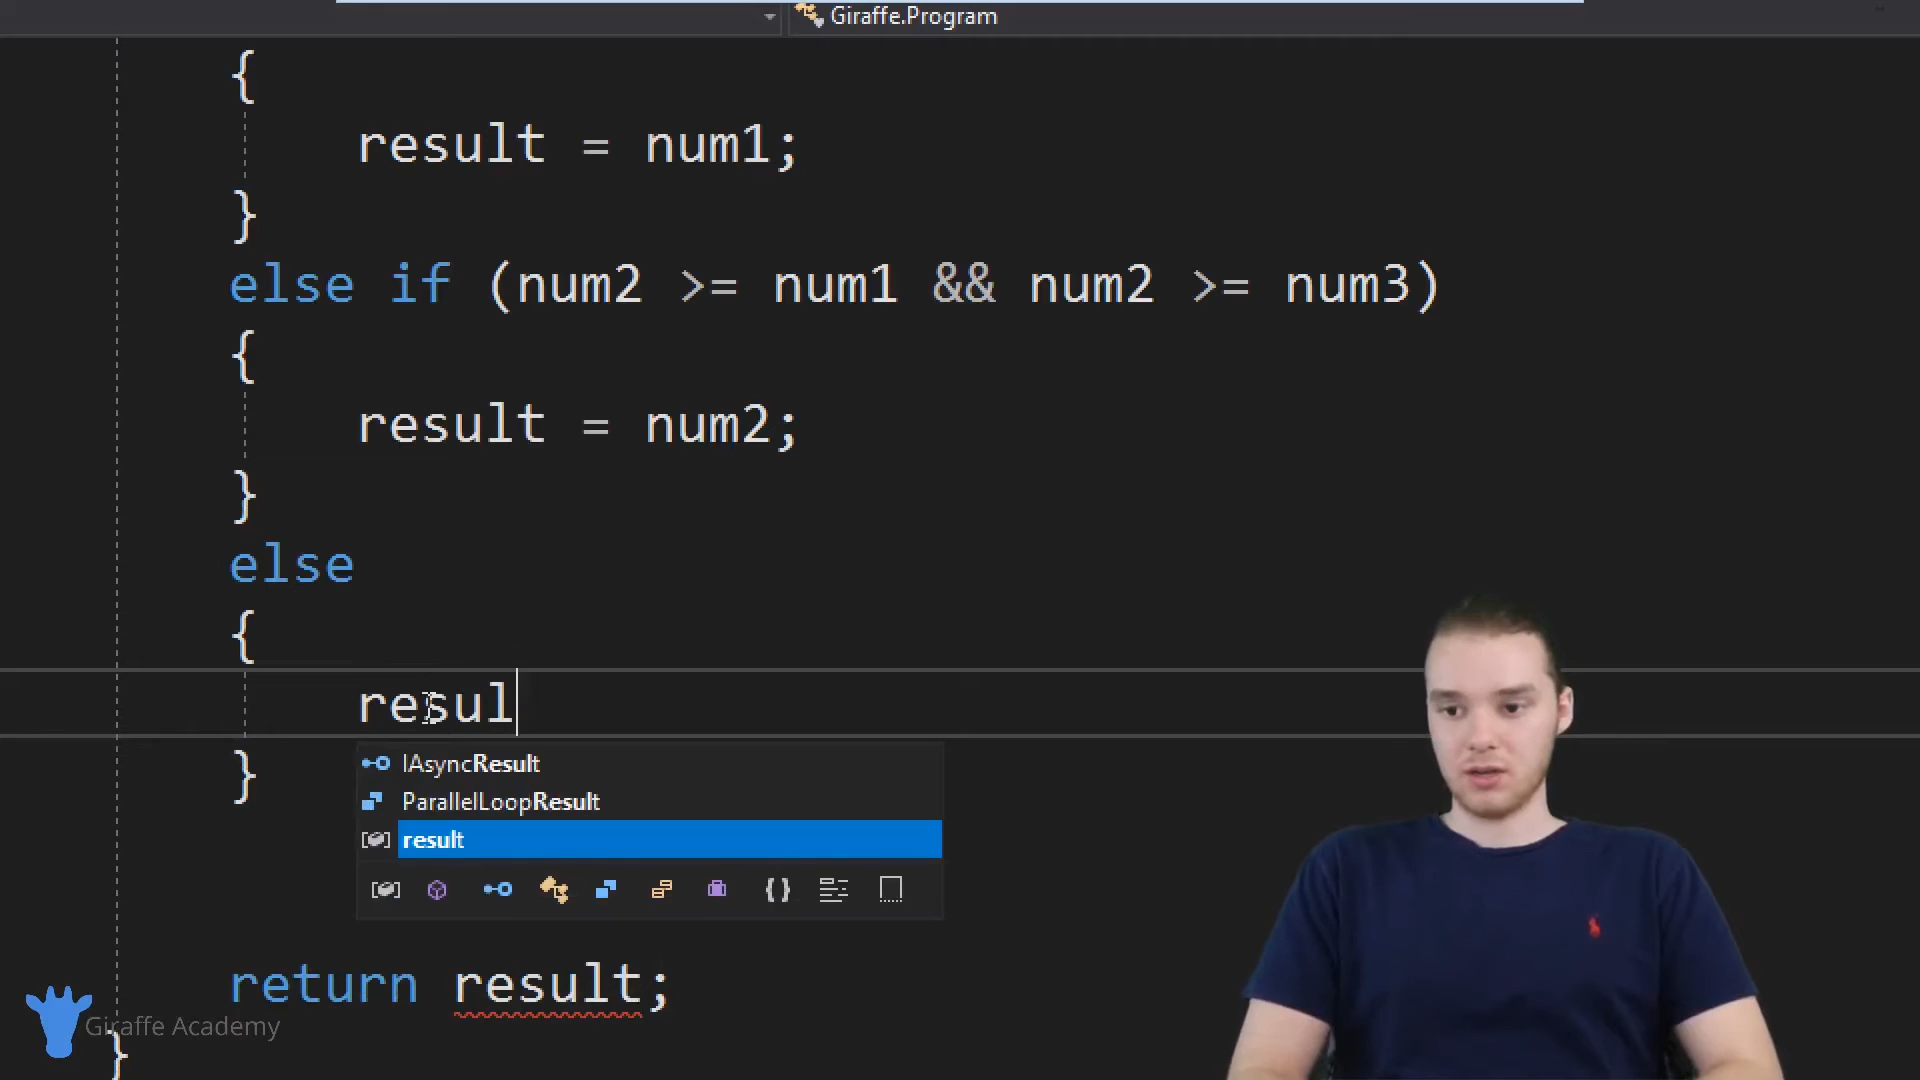 Giraffe.Program
{
result = num1;
}
else if (num2 >= num1 && num2 >= num3)
{
result = num2;
}
else
{
resul
}
IAsyncResult
ParallelLoopResult
result
return result;
Giraffe Academy
}